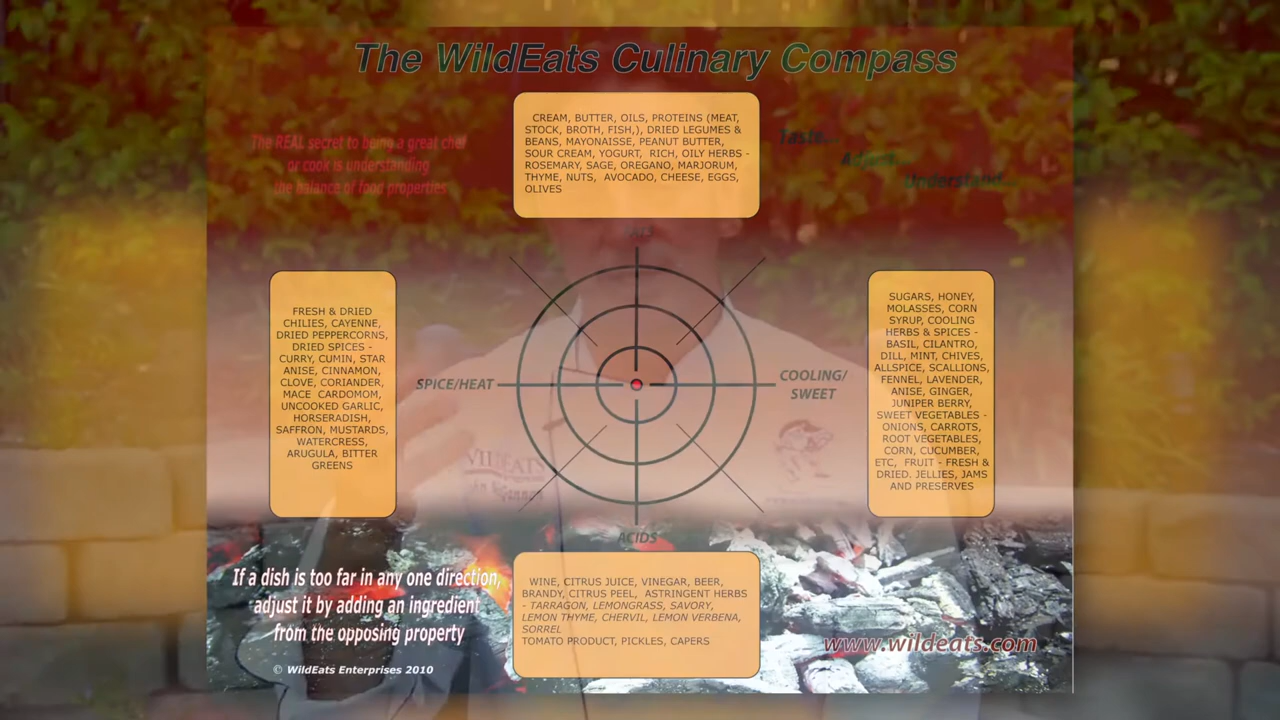 The WildEats Culinary Compass
The REAL secret to being a great chef
or cook is understanding
the balance of food properties
CREAM, BUTTER, OILS, PROTEINS (MEAT,
STOCK, BROTH, FISH,), DRIED LEGUMES &
BEANS, MAYONAISSE, PEANUT BUTTER,
SOUR CREAM, YOGURT, RICH, OILY HERBS -
ROSEMARY, SAGE, OREGANO, MARJORUM,
THYME, NUTS, AVOCADO, CHEESE, EGGS,
OLIVES
Taste...
Adjust...
Understand...
FRESH & DRIED
CHILIES, CAYENNE,
DRIED PEPPERCORNS,
DRIED SPICES -
CURRY, CUMIN, STAR
ANISE, CINNAMON,
CLOVE, CORIANDER,
MACE CARDOMOM,
UNCOOKED GARLIC,
HORSERADISH,
SAFFRON, MUSTARDS,
WATERCRESS,
ARUGULA, BITTER
GREENS
SPICE/HEAT
COOLING/
SWEET
SUGARS, HONEY,
MOLASSES, CORN
SYRUP, COOLING
HERBS & SPICES -
BASIL, CILANTRO,
DILL, MINT, CHIVES,
ALLSPICE, SCALLIONS,
FENNEL, LAVENDER,
ANISE, GINGER,
JUNIPER BERRY,
SWEET VEGETABLES -
ONIONS, CARROTS,
ROOT VEGETABLES,
CORN, CUCUMBER,
ETC, FRUIT - FRESH &
DRIED. JELLIES, JAMS
AND PRESERVES
WILDEATS
ACIDS
WINE, CITRUS JUICE, VINEGAR, BEER,
BRANDY, CITRUS PEEL, ASTRINGENT HERBS
- TARRAGON, LEMONGRASS, SAVORY,
LEMON THYME, CHERVIL, LEMON VERBENA,
SORREL
TOMATO PRODUCT, PICKLES, CAPERS
If a dish is too far in any one direction,
adjust it by adding an ingredient
from the opposing property
© WildEats Enterprises 2010
www.wildeats.com